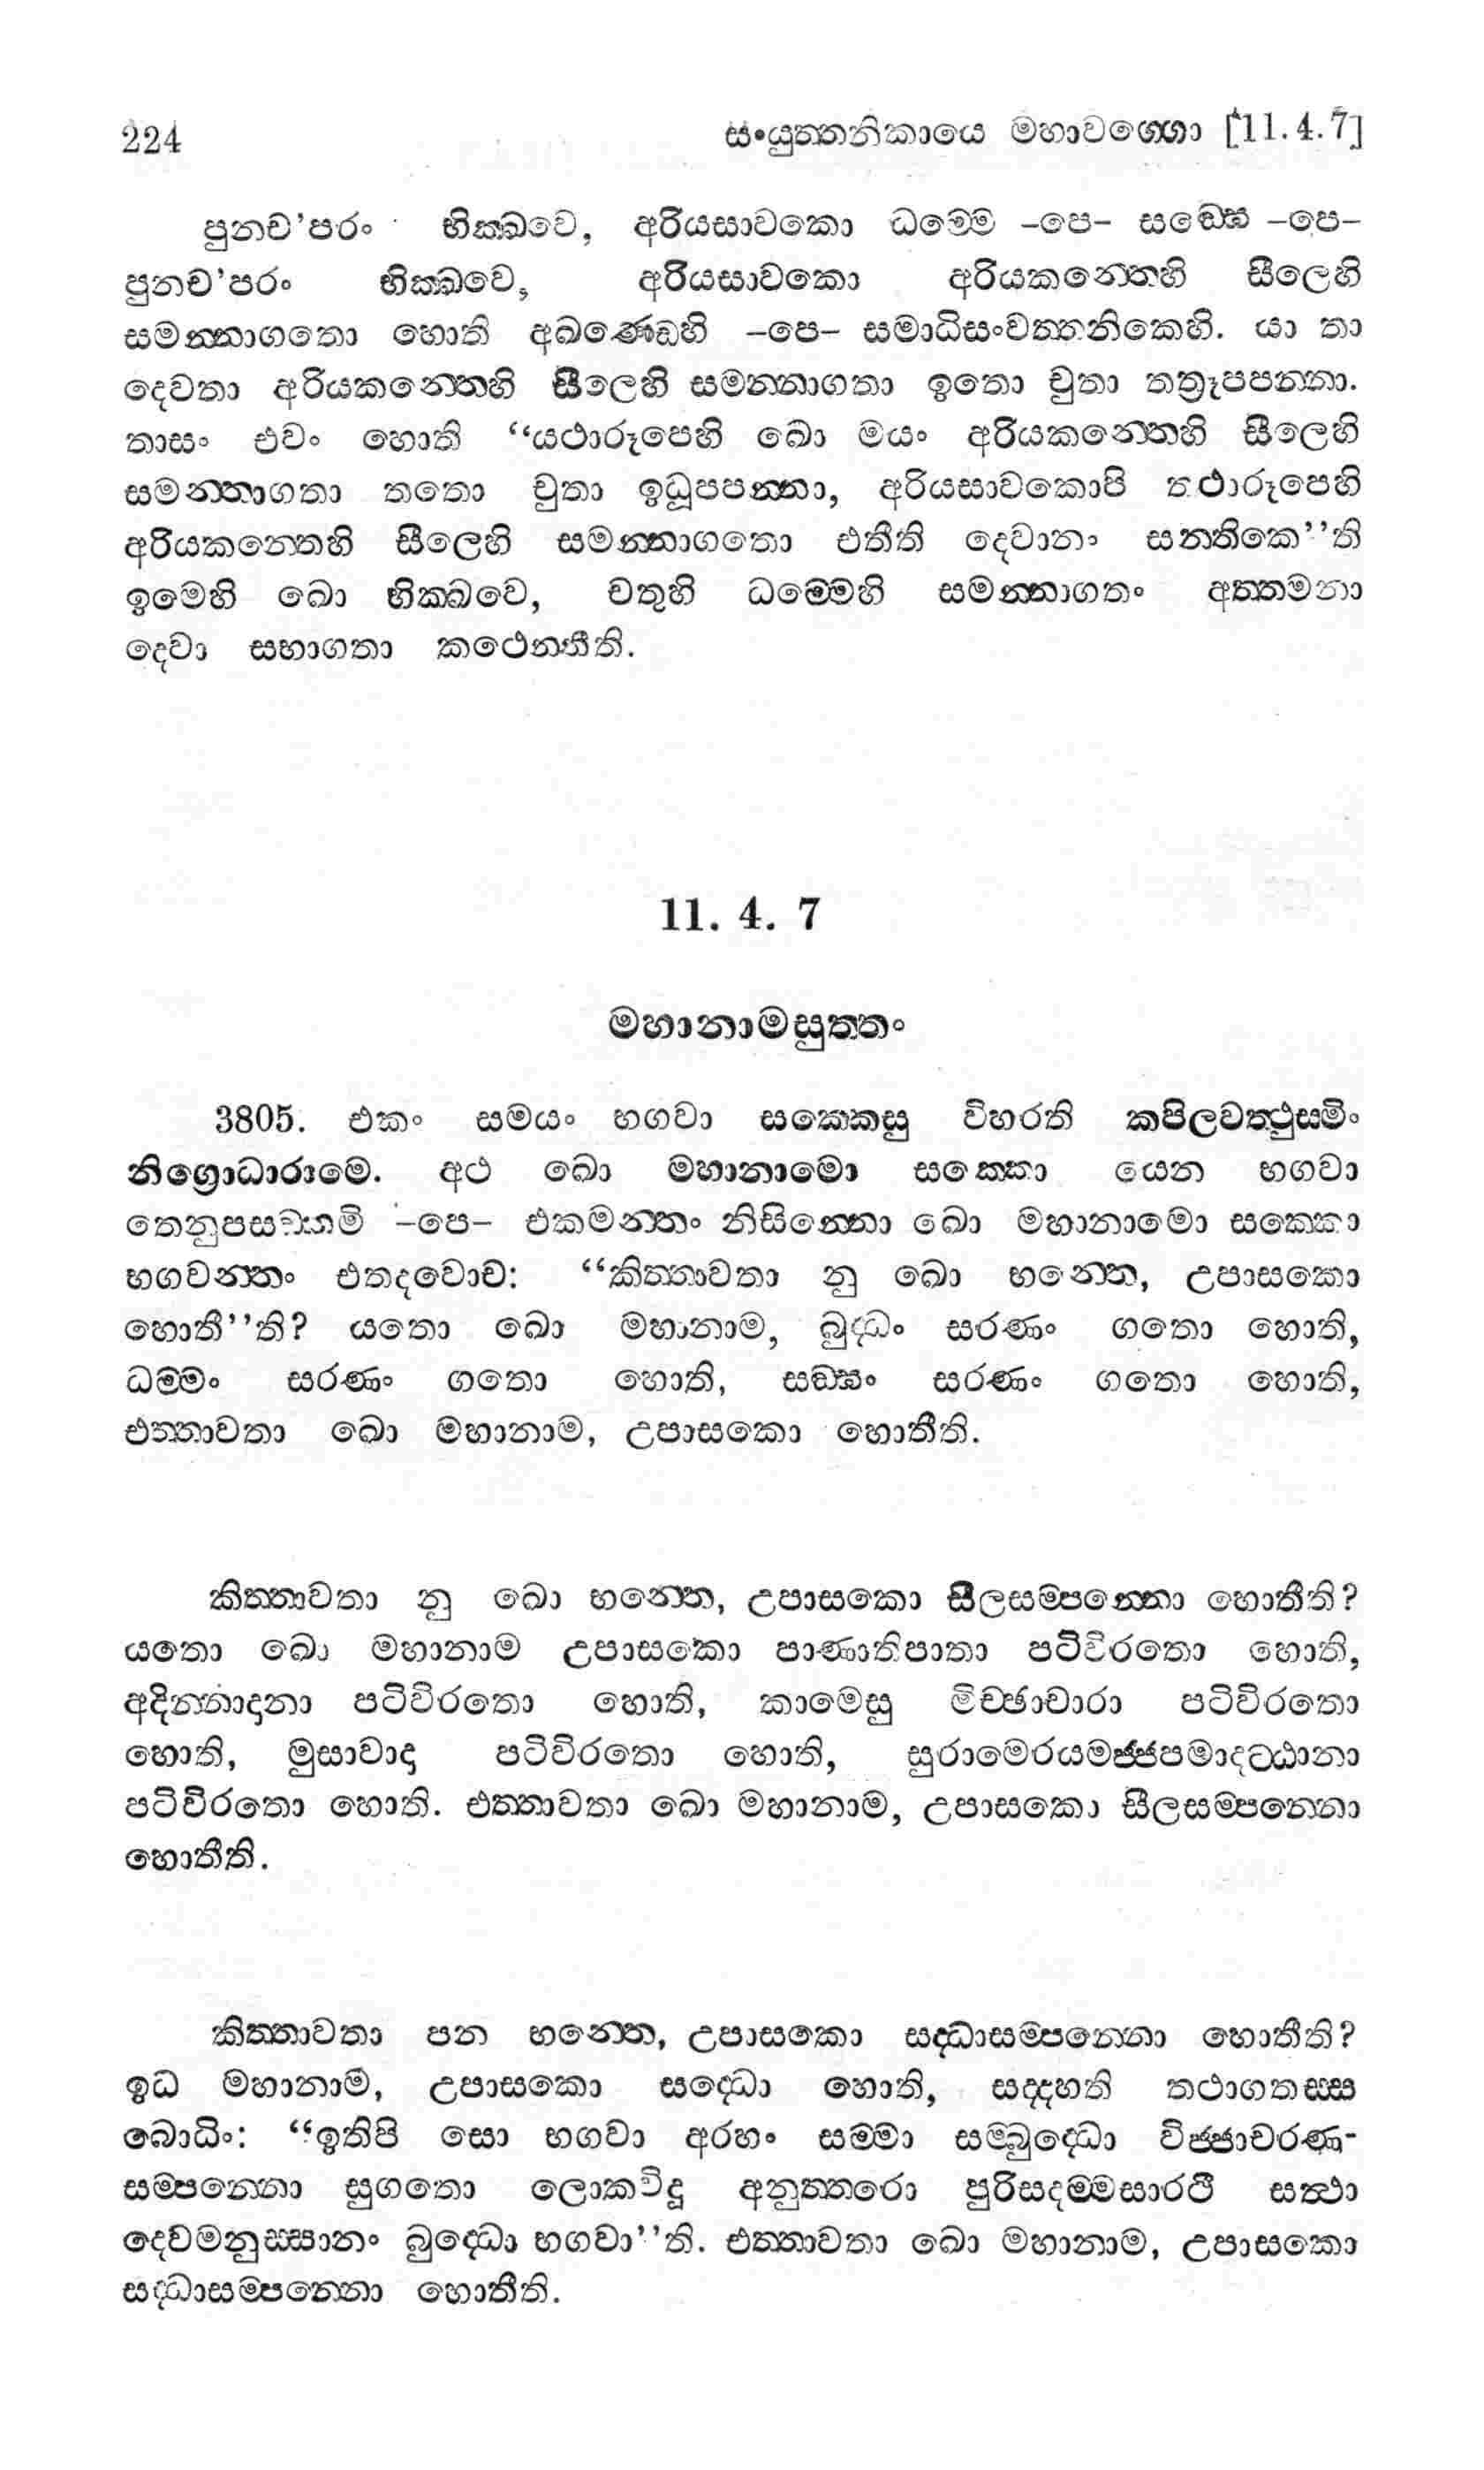 224 සංයුත්තනිකායෙ මහාවග්ගො [11.4.7]
පුනච'පරං භික්ඛවෙ, අරියසාවකො ධම්මෙ –පෙ– සඞ්ඝෙ –පෙ–
පුනච'පරං භික්ඛවෙ, අරියසාවකො අරියකන්තෙහි සීලෙහි
සමන්නාගතො හොති අඛණ්ඩෙහි –පෙ– සමාධිසංවත්තනිකෙහි. යා තා
දෙවතා අරියකන්තෙහි සීලෙහි සමන්නාගතා ඉතො චුතා තත්‍රූපපන්නා.
තාසං එවං හොති “යථාරූපෙහි ඛො මයං අරියකන්තෙහි සීලෙහි
සමන්නාගතා තතො චුතා ඉධූපපන්නා, අරියසාවකොපි තථාරූපෙහි
අරියකන්තෙහි සීලෙහි සමන්නාගතො එතීති දෙවානං සන්තිකෙ”ති
ඉමෙහි ඛො භික්ඛවෙ, චතුහි ධම්මෙහි සමන්නාගතං අත්තමනා
දෙවා සභාගතා කථෙන්තීති.
11. 4. 7
මහානාමසුත්තං
3805. එකං සමයං භගවා සක්කෙසු විහරති කපිලවත්ථුස්මිං
නිග්‍රොධාරාමෙ. අථ ඛො මහානාමො සක්කො යෙන භගවා
තෙනුපසඞ්කමි –පෙ– එකමන්තං නිසින්නො ඛො මහානාමො සක්කො
භගවන්තං එතදවොච: “කිත්තාවතා නු ඛො භන්තෙ, උපාසකො
හොතී”ති? යතො ඛො මහානාම, බුද්ධං සරණං ගතො හොති,
ධම්මං සරණං ගතො හොති, සඞ්ඝං සරණං ගතො හොති,
එත්තාවතා ඛො මහානාම, උපාසකො හොතීති.
කිත්තාවතා නු ඛො භන්තෙ, උපාසකො සීලසම්පන්නො හොතීති?
යතො ඛො මහානාම උපාසකො පාණාතිපාතා පටිවිරතො හොති,
අදින්නාදානා පටිවිරතො හොති, කාමෙසු මිච්ඡාචාරා පටිවිරතො
හොති, මුසාවාදා පටිවිරතො හොති, සුරාමෙරයමජ්ජපමාදට්ඨානා
පටිවිරතො හොති. එත්තාවතා ඛො මහානාම, උපාසකො සීලසම්පන්නො
හොතීති.
කිත්තාවතා පන භන්තෙ, උපාසකො සද්ධාසම්පන්නො හොතීති?
ඉධ මහානාම, උපාසකො සද්ධො හොති, සද්දහති තථාගතස්ස
බොධිං: “ඉතිපි සො භගවා අරහං සම්මා සම්බුද්ධො විජ්ජාචරණ-
සම්පන්නො සුගතො ලොකවිදූ අනුත්තරො පුරිසදම්මසාරථී සත්ථා
දෙවමනුස්සානං බුද්ධො භගවා”ති. එත්තාවතා ඛො මහානාම, උපාසකො
සද්ධාසම්පන්නො හොතීති.